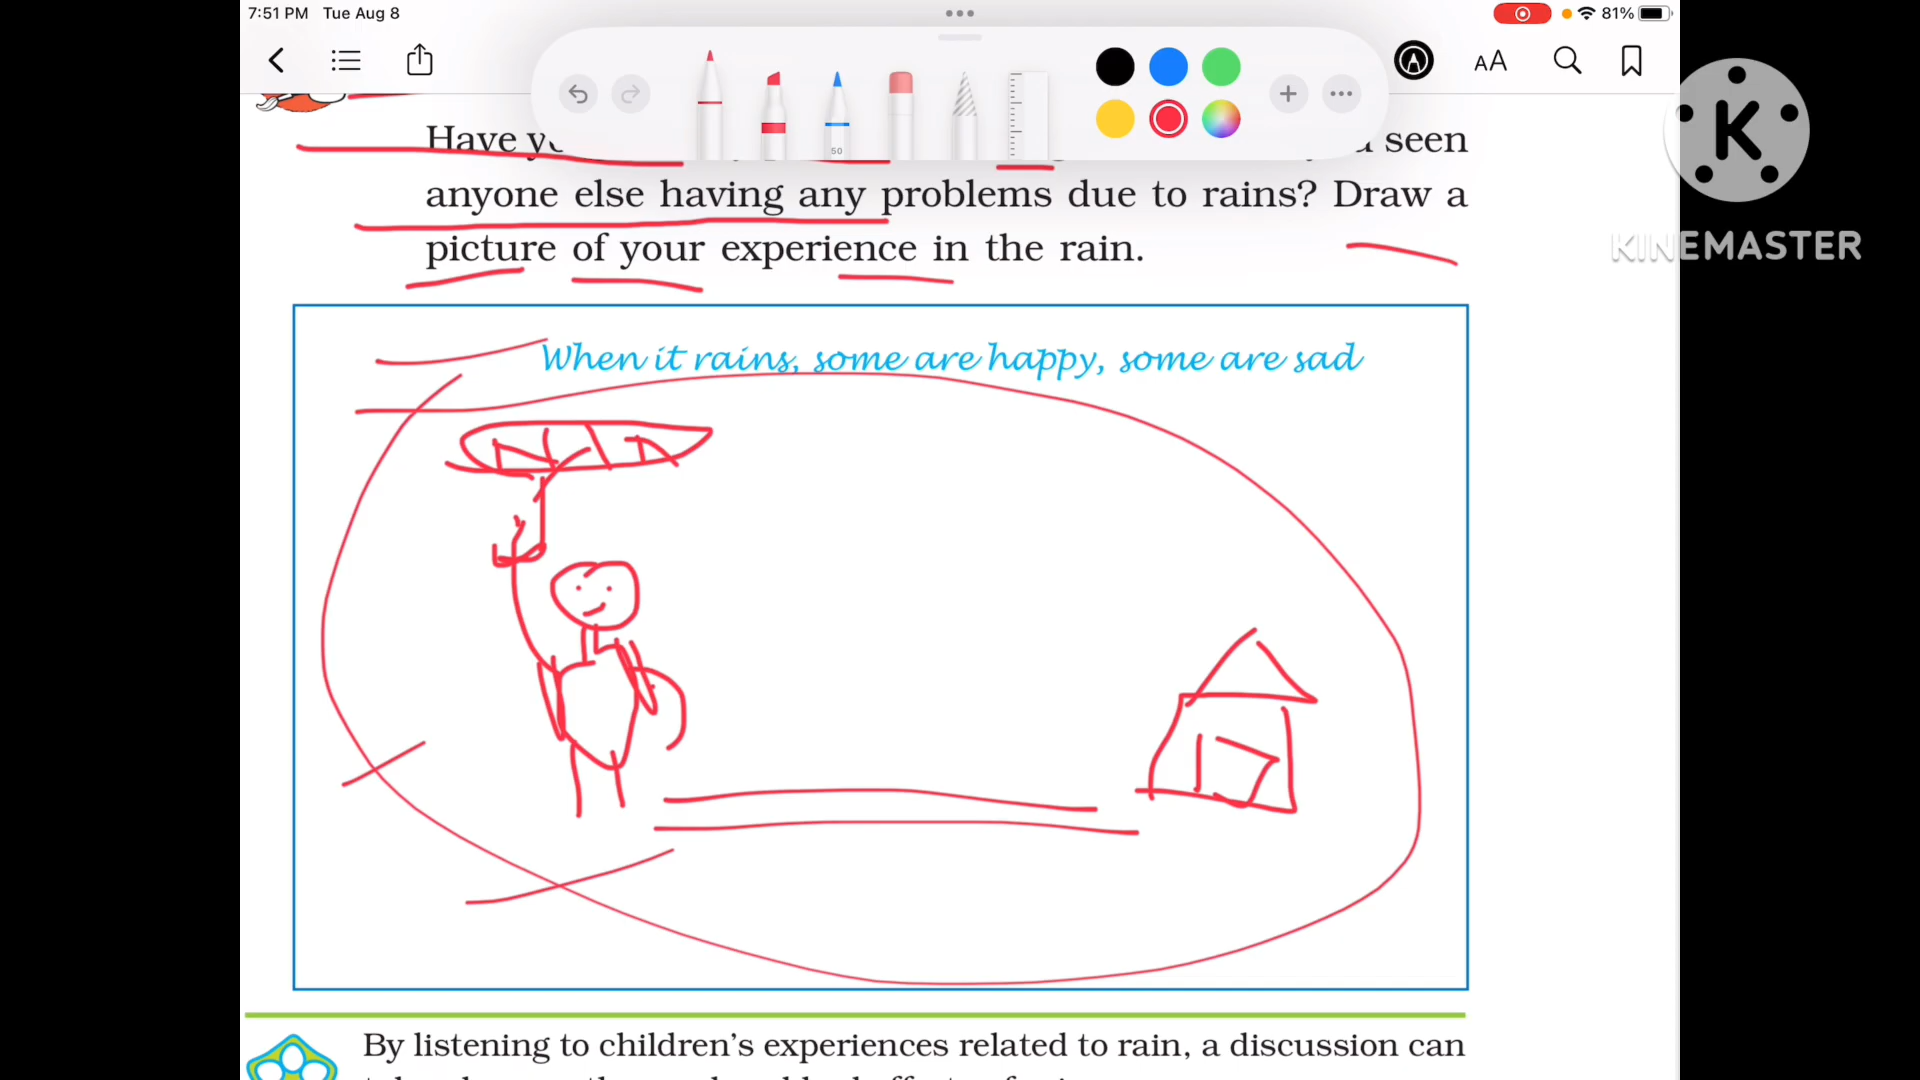 7:51 PM Tue Aug 8
81%
50
AA
K
KINEMASTER
Have
seen
anyone else having any problems due to rains? Draw a
picture of your experience in the rain.
When it rains, some are happy, some are sad
By listening to children's experiences related to rain, a discussion can